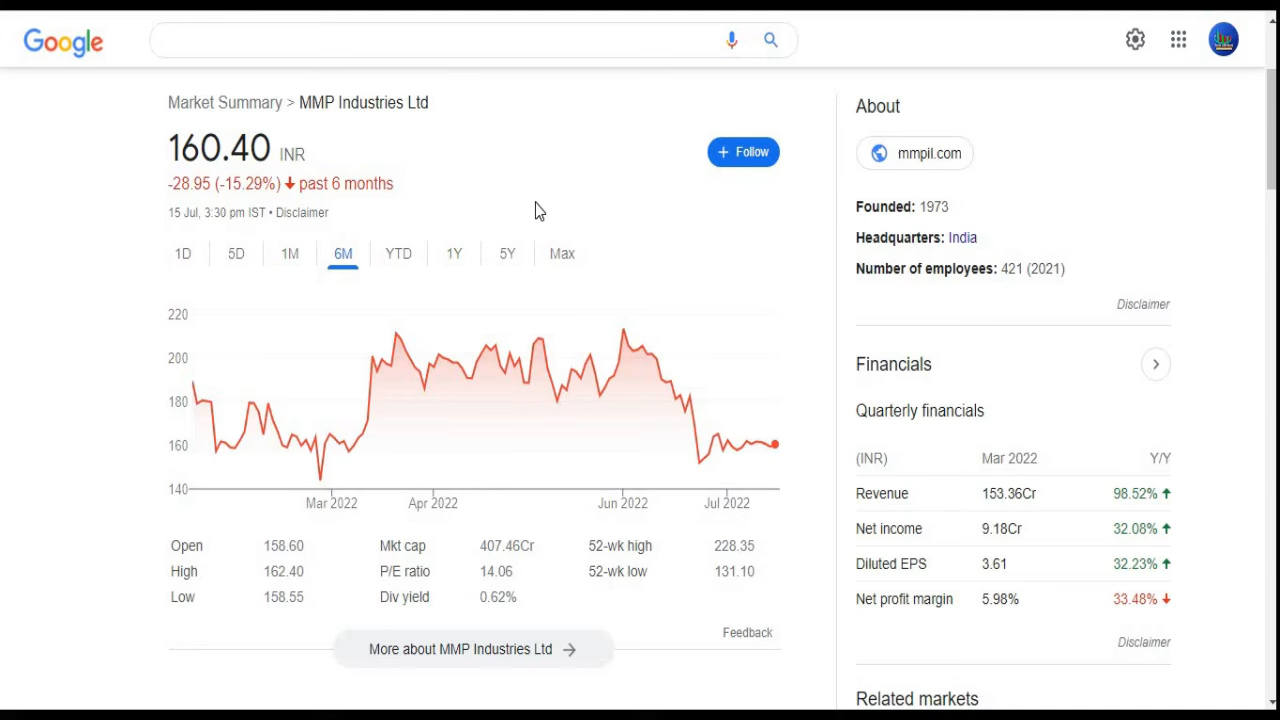 Google
Market Summary > MMP Industries Ltd
160.40 INR
+ Follow
-28.95 (-15.29%) ↓ past 6 months
15 Jul, 3:30 pm IST • Disclaimer
1D 5D 1M 6M YTD 1Y 5Y Max
220
200
180
160
140
Mar 2022 Apr 2022 Jun 2022 Jul 2022
Open 158.60 Mkt cap 407.46Cr 52-wk high 228.35
High 162.40 P/E ratio 14.06 52-wk low 131.10
Low 158.55 Div yield 0.62%
Feedback
More about MMP Industries Ltd →
About
mmpil.com
Founded: 1973
Headquarters: India
Number of employees: 421 (2021)
Disclaimer
Financials
Quarterly financials
(INR) Mar 2022 Y/Y
Revenue 153.36Cr 98.52% ↑
Net income 9.18Cr 32.08% ↑
Diluted EPS 3.61 32.23% ↑
Net profit margin 5.98% 33.48% ↓
Disclaimer
Related markets